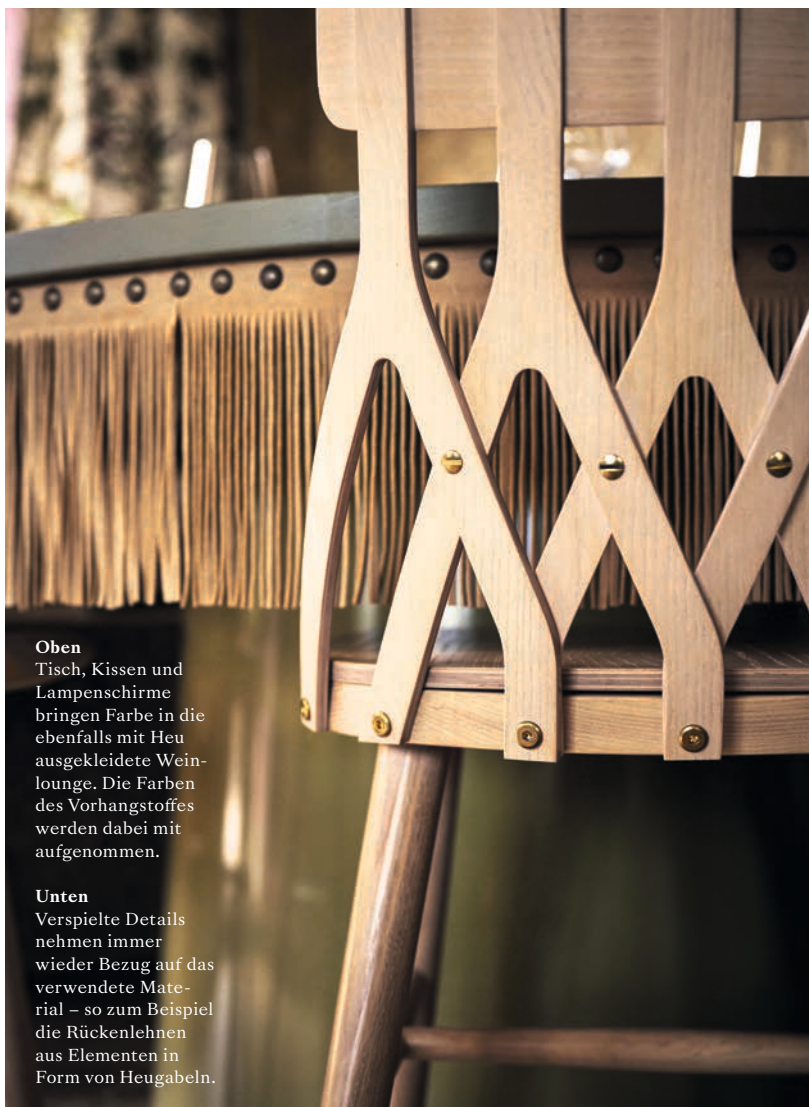 Oben
Tisch, Kissen und
Lampenschirme
bringen Farbe in die
ebenfalls mit Heu
ausgekleidete Wein-
lounge. Die Farben
des Vorhangstoffes
werden dabei mit
aufgenommen.
Unten
Verspielte Details
nehmen immer
wieder Bezug auf das
verwendete Mate-
rial – so zum Beispiel
die Rückenlehnen
aus Elementen in
Form von Heugabeln.